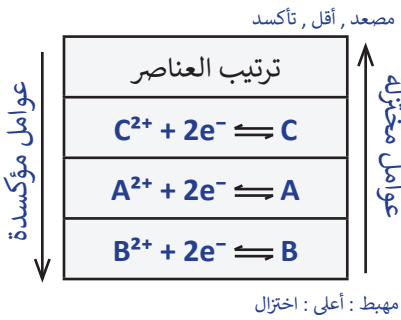 مصعد , أقل , تأكسد
ترتيب العناصر
C²⁺ + 2e⁻ ⇌ C
A²⁺ + 2e⁻ ⇌ A
B²⁺ + 2e⁻ ⇌ B
عوامل مختزلة
عوامل مؤكسدة
مهبط : أعلى : اختزال